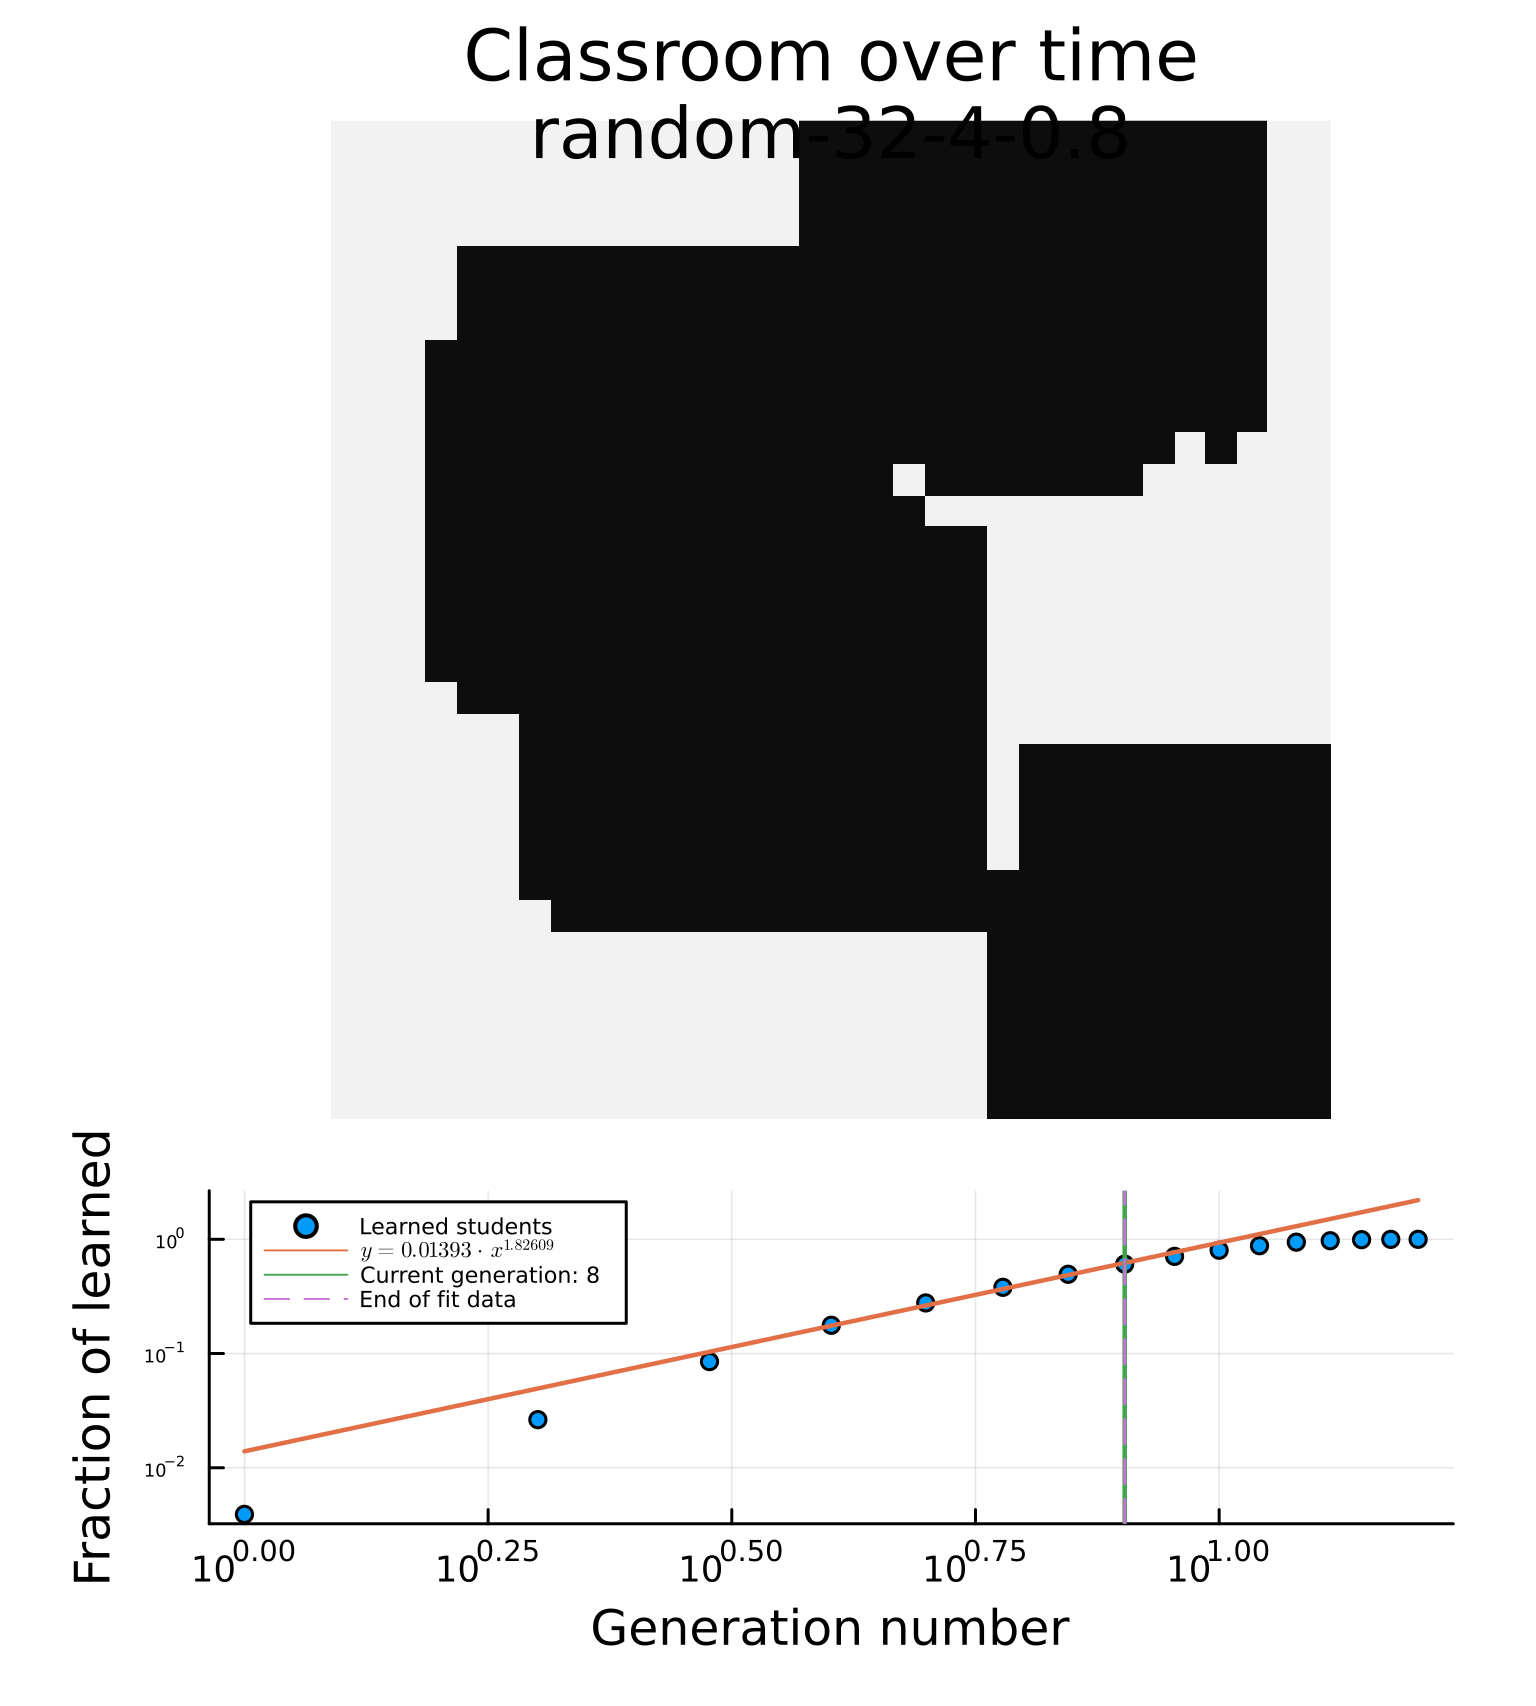 Classroom over time
random-32-4-0.8
Fraction of learned
10⁰
10⁻¹
10⁻²
Learned students
y = 0.01393 · x^1.82609
Current generation: 8
End of fit data
10^0.00 10^0.25 10^0.50 10^0.75 10^1.00
Generation number